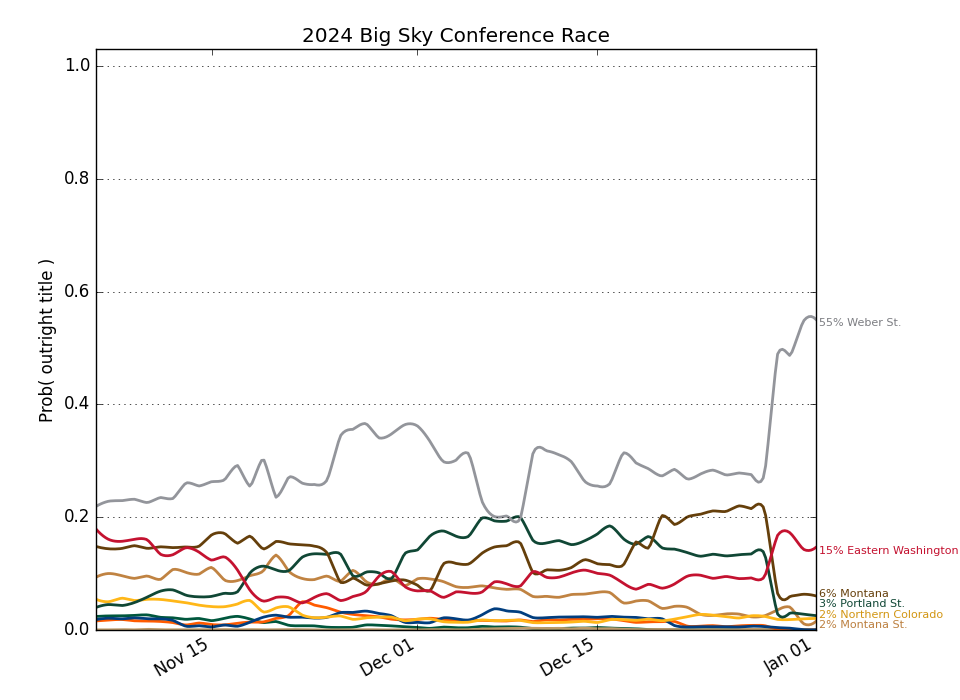 2024 Big Sky Conference Race
Prob( outright title )
1.0
0.8
0.6
0.4
0.2
0.0
Nov 15
Dec 01
Dec 15
Jan 01
55% Weber St.
15% Eastern Washington
6% Montana
3% Portland St.
2% Northern Colorado
2% Montana St.